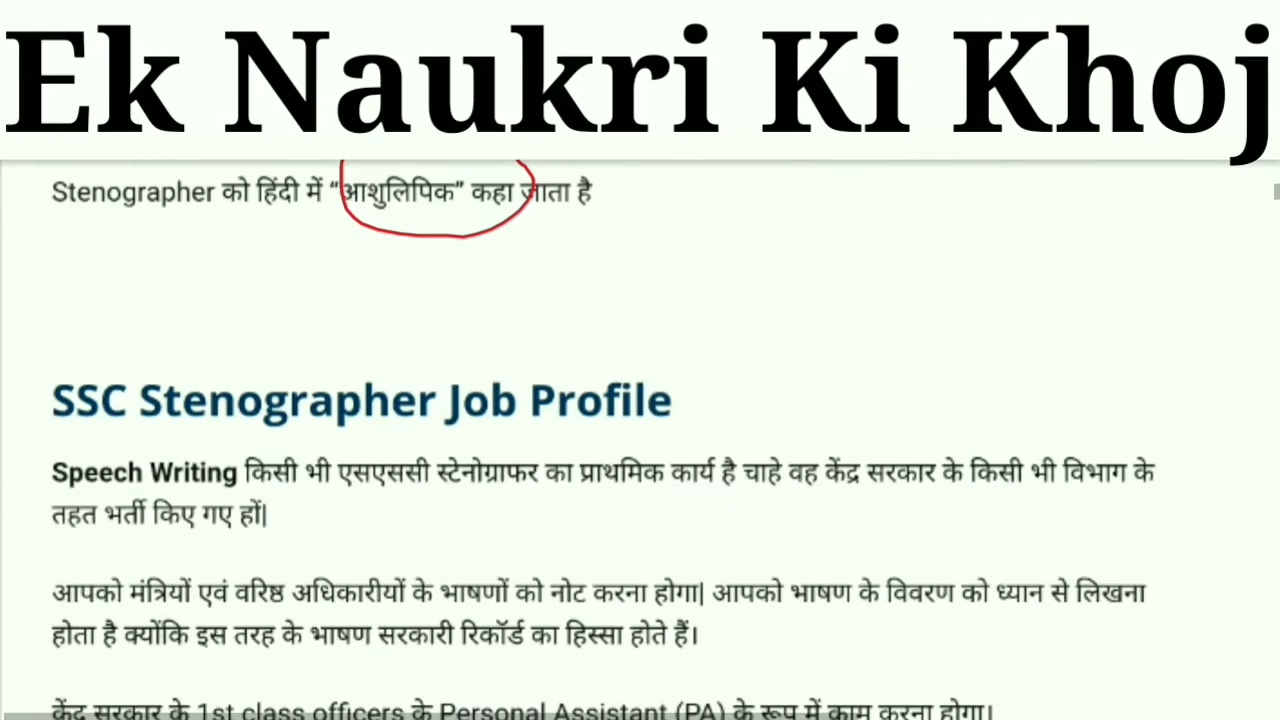 Ek Naukri Ki Khoj
Stenographer को हिंदी में “आशुलिपिक” कहा जाता है
SSC Stenographer Job Profile
Speech Writing किसी भी एसएससी स्टेनोग्राफर का प्राथमिक कार्य है चाहे वह केंद्र सरकार के किसी भी विभाग के
तहत भर्ती किए गए हों|
आपको मंत्रियों एवं वरिष्ठ अधिकारीयों के भाषणों को नोट करना होगा| आपको भाषण के विवरण को ध्यान से लिखना
होता है क्योंकि इस तरह के भाषण सरकारी रिकॉर्ड का हिस्सा होते हैं।
केंद्र सरकार के 1st class officers के Personal Assistant (PA) के रूप में काम करना होगा।